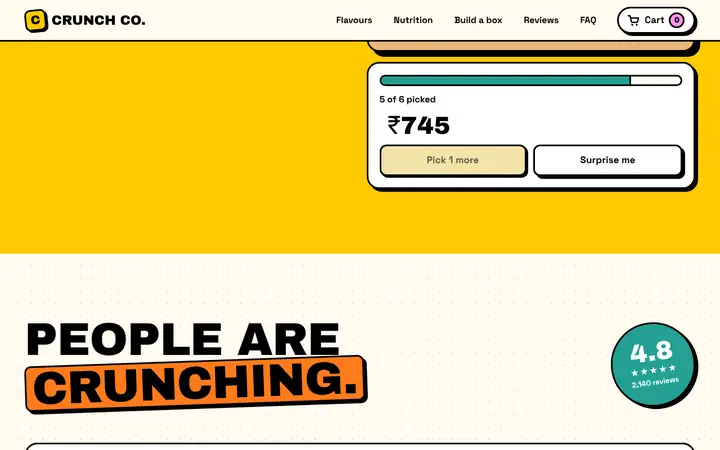 C CRUNCH CO.
Flavours Nutrition Build a box Reviews FAQ Cart 0
5 of 6 picked
₹745
Pick 1 more Surprise me
PEOPLE ARE
CRUNCHING.
4.8
★★★★★
2,140 reviews